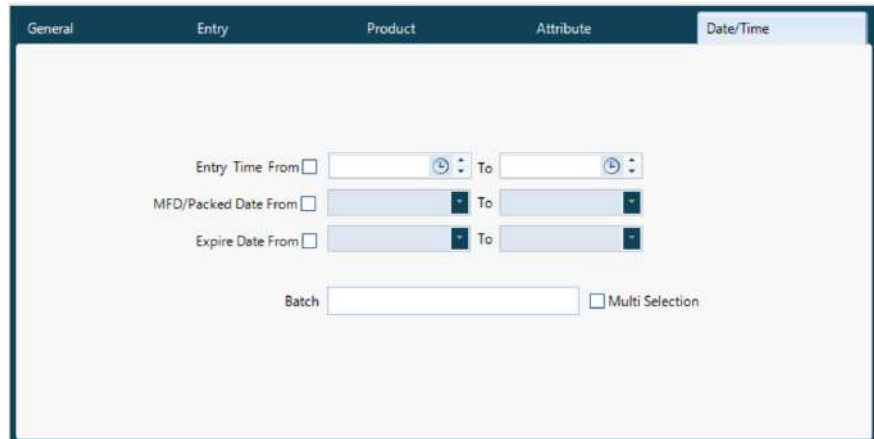 General Entry Product Attribute Date/Time
Entry Time From To
MFD/Packed Date From To
Expire Date From To
Batch Multi Selection